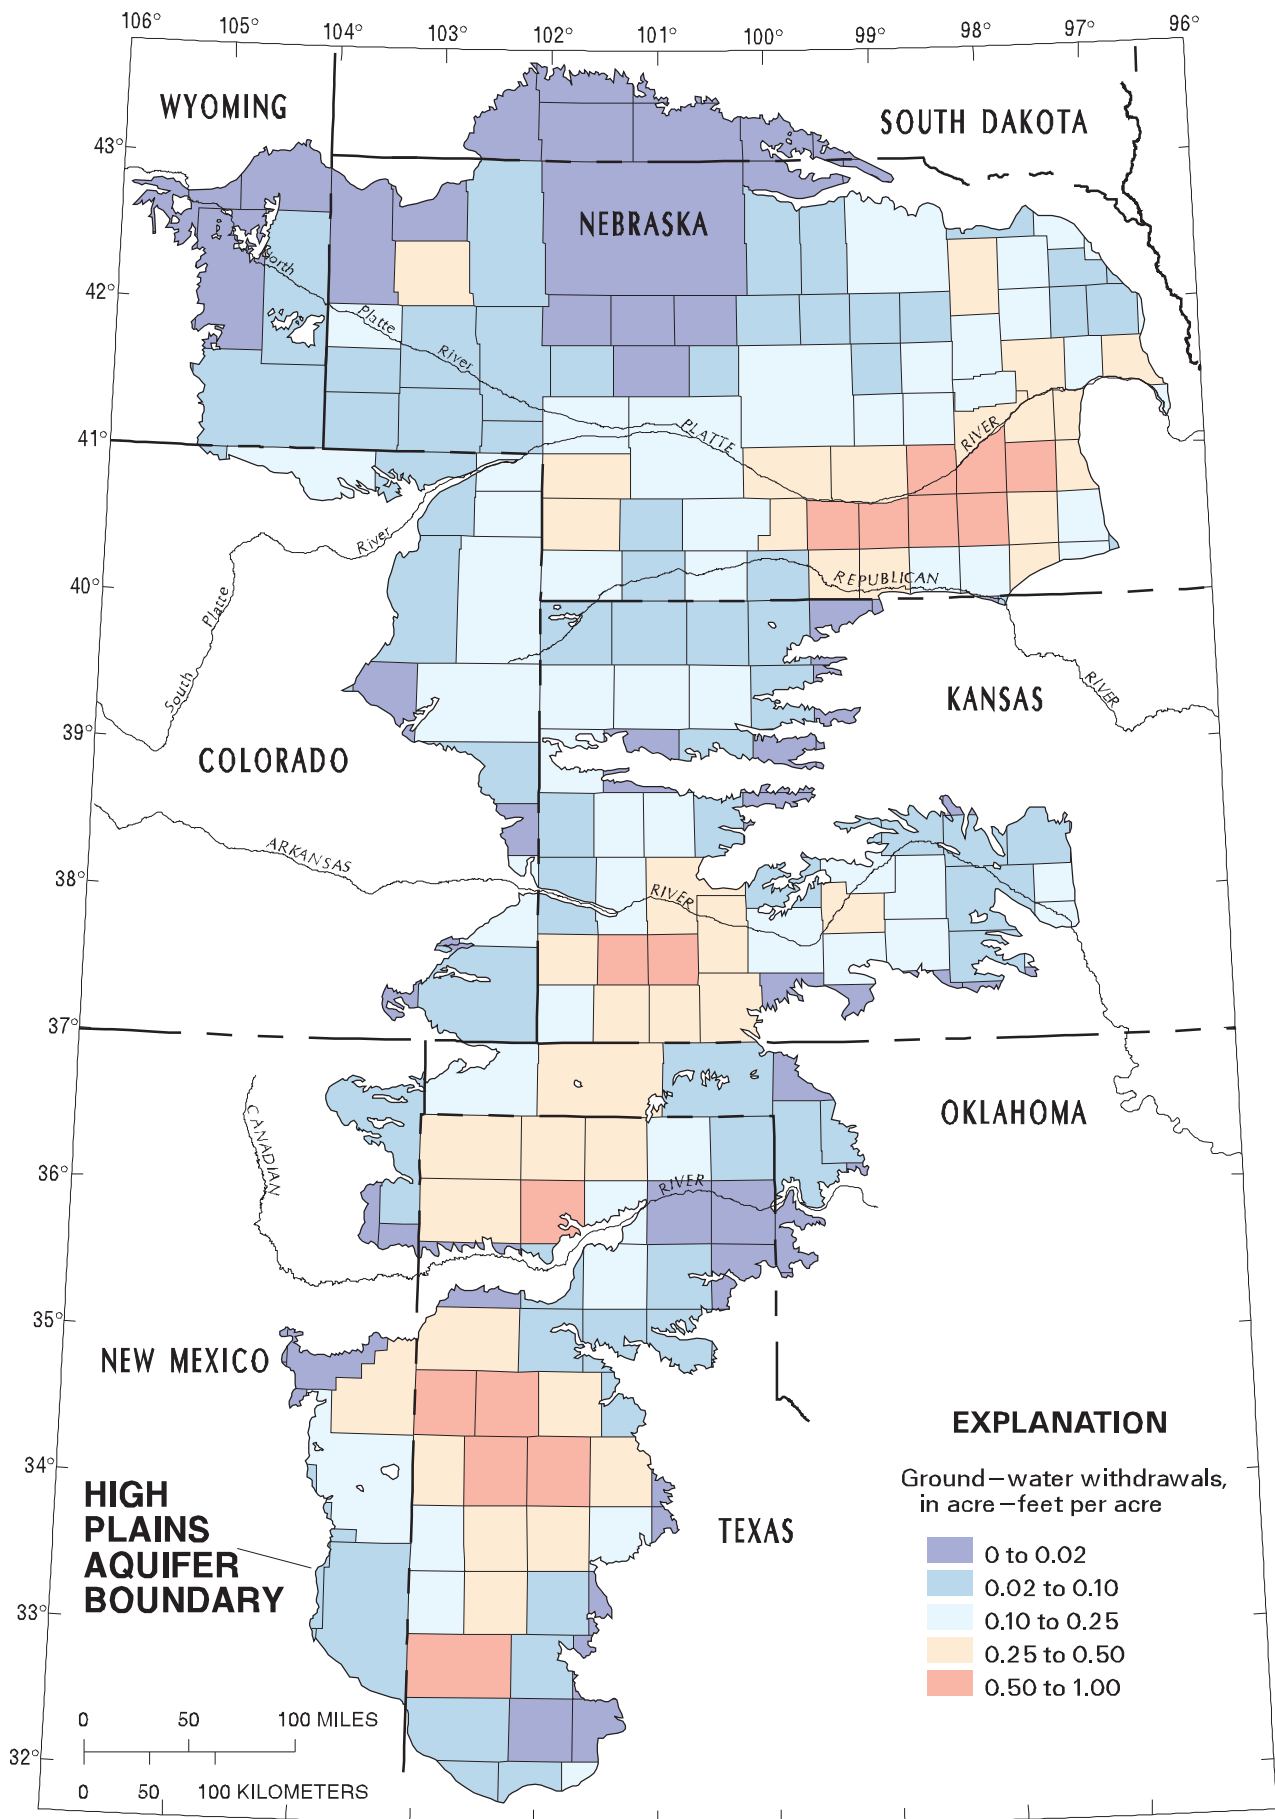 106° 105° 104° 103° 102° 101° 100° 99° 98° 97° 96°
WYOMING
SOUTH DAKOTA
43°
NEBRASKA
North
42°
Platte
River
PLATTE
RIVER
41°
River
REPUBLICAN
40°
Platte
South
RIVER
KANSAS
39°
COLORADO
ARKANSAS
38°
RIVER
37°
CANADIAN
OKLAHOMA
36°
RIVER
35°
NEW MEXICO
EXPLANATION
34°
Ground–water withdrawals,
in acre–feet per acre
HIGH
PLAINS
AQUIFER
BOUNDARY
TEXAS
0 to 0.02
0.02 to 0.10
33°
0.10 to 0.25
0.25 to 0.50
0.50 to 1.00
0 50 100 MILES
32°
0 50 100 KILOMETERS